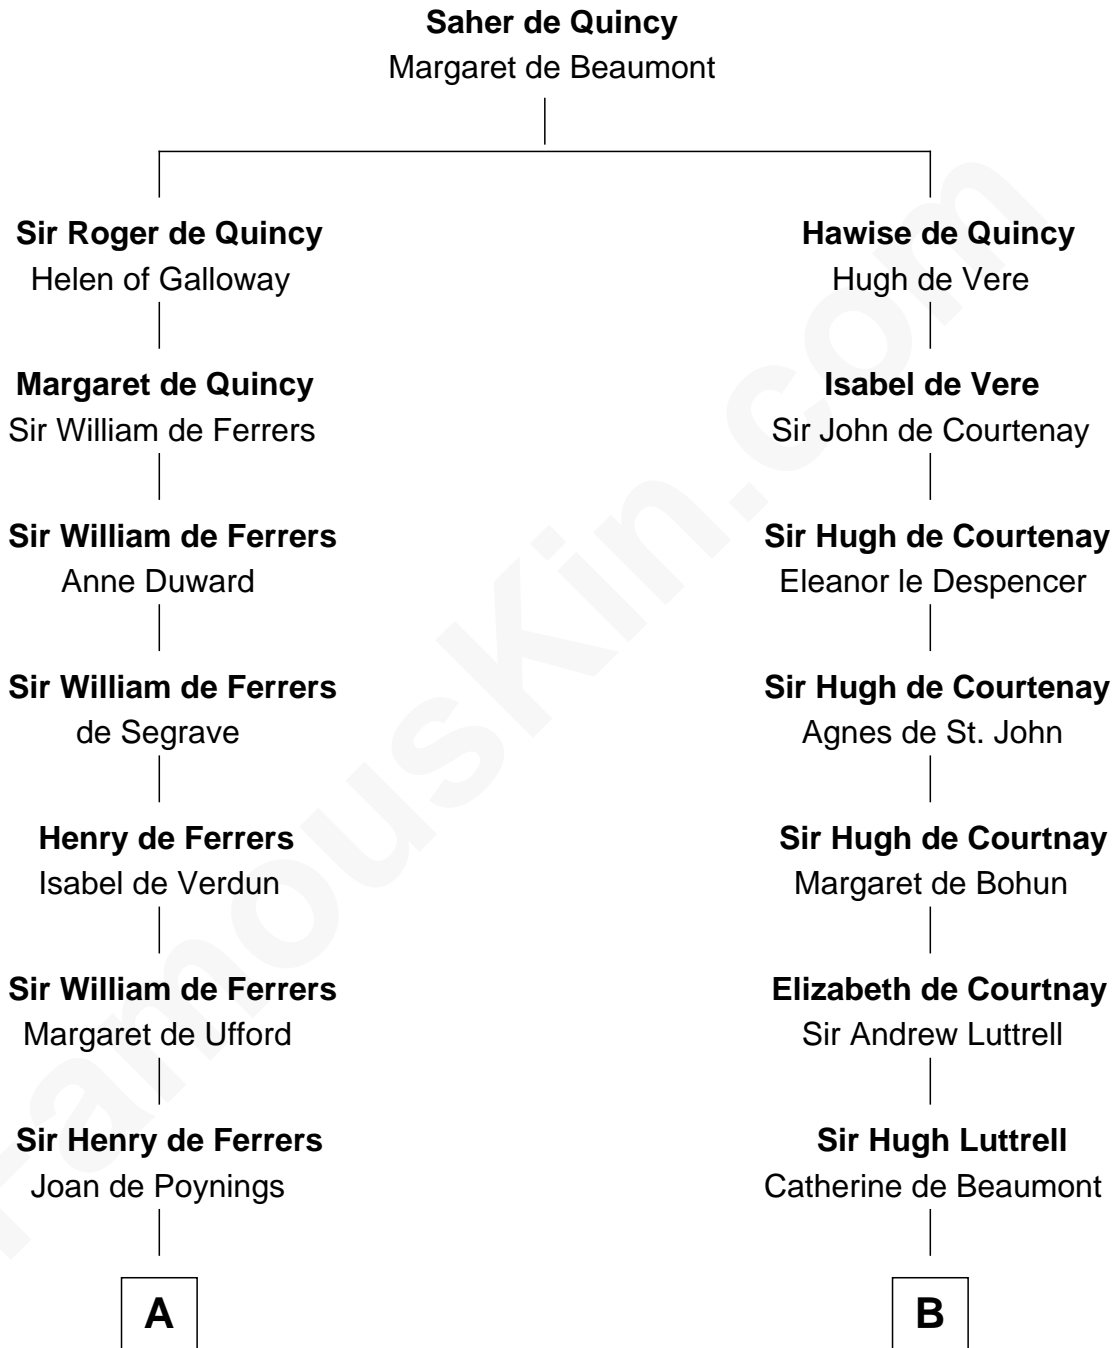 Saher de Quincy
Margaret de Beaumont
Sir Roger de Quincy
Helen of Galloway
Hawise de Quincy
Hugh de Vere
Margaret de Quincy
Sir William de Ferrers
Isabel de Vere
Sir John de Courtenay
Sir William de Ferrers
Anne Duward
Sir Hugh de Courtenay
Eleanor le Despencer
Sir William de Ferrers
de Segrave
Sir Hugh de Courtenay
Agnes de St. John
Henry de Ferrers
Isabel de Verdun
Sir Hugh de Courtnay
Margaret de Bohun
Sir William de Ferrers
Margaret de Ufford
Elizabeth de Courtnay
Sir Andrew Luttrell
Sir Henry de Ferrers
Joan de Poynings
Sir Hugh Luttrell
Catherine de Beaumont
A
B
FamousKin.com